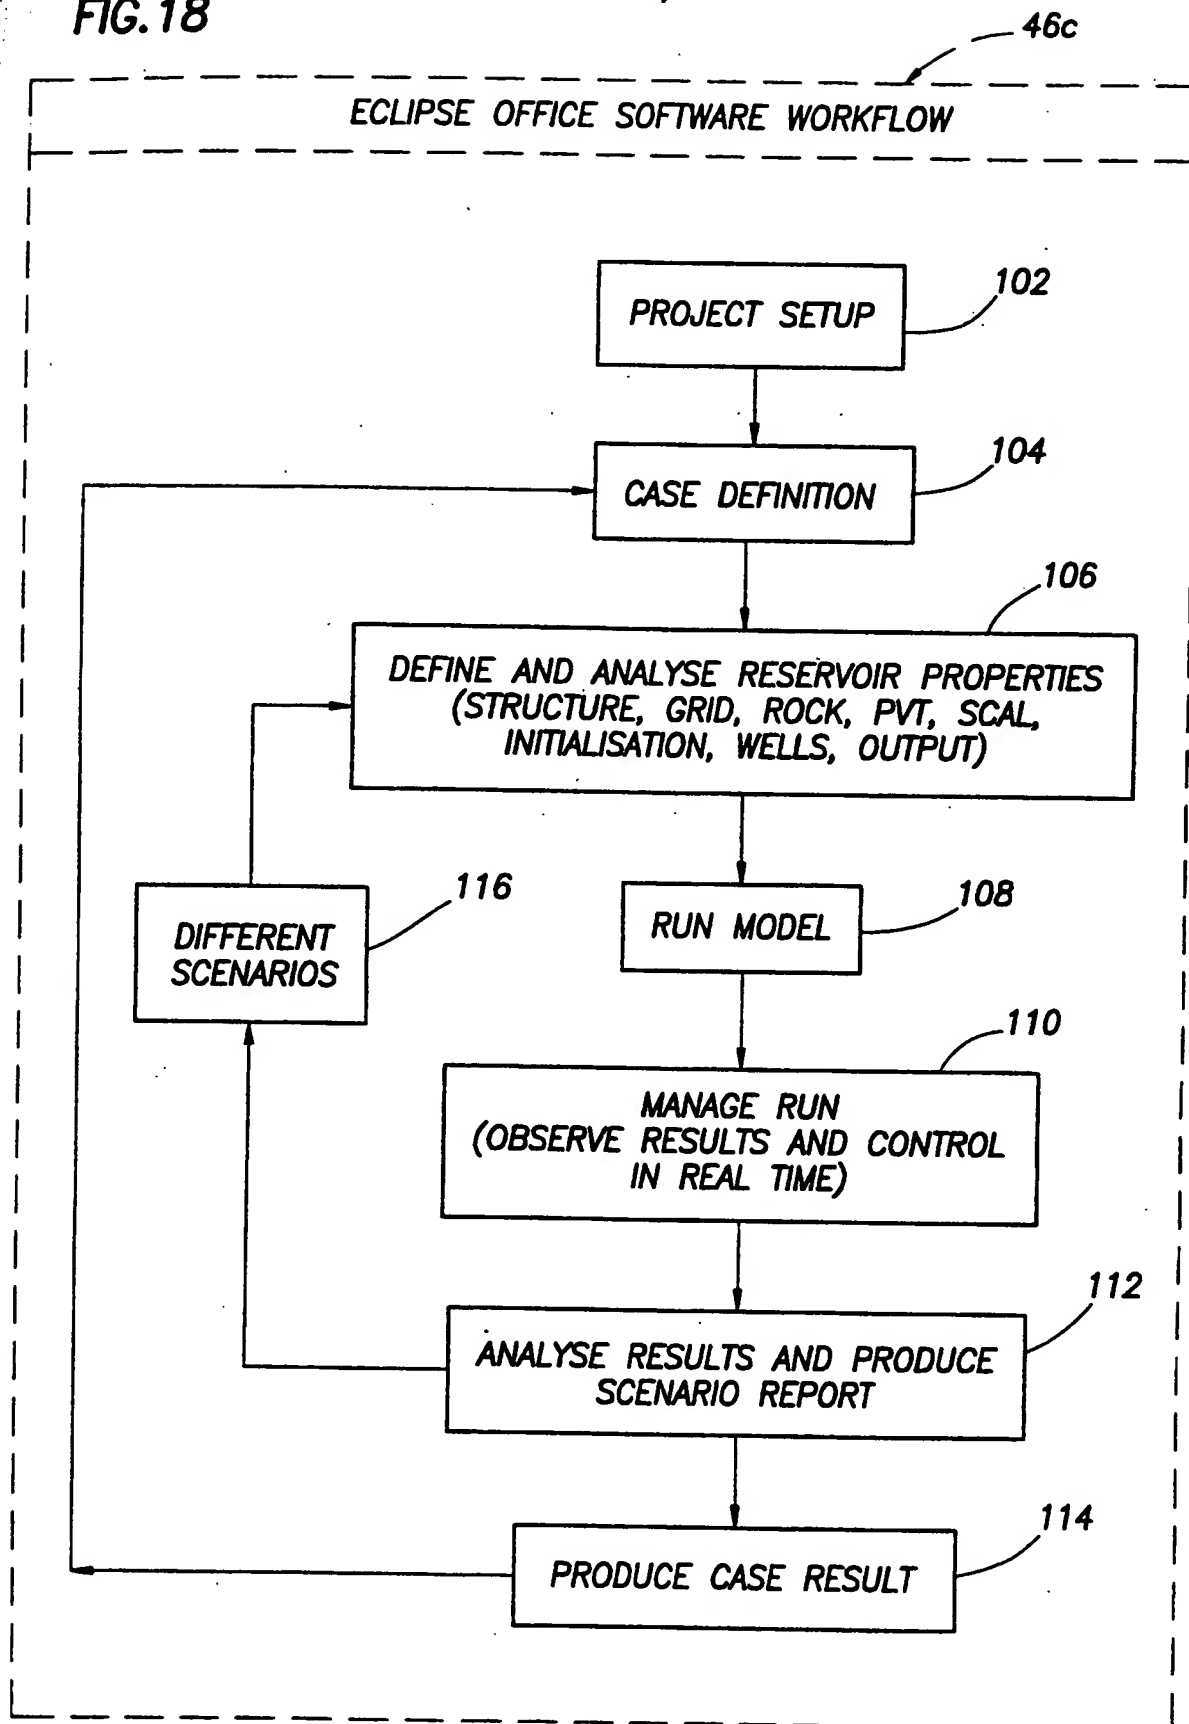 FIG.18
46c
ECLIPSE OFFICE SOFTWARE WORKFLOW
PROJECT SETUP
102
CASE DEFINITION
104
106
DEFINE AND ANALYSE RESERVOIR PROPERTIES
(STRUCTURE, GRID, ROCK, PVT, SCAL,
INITIALISATION, WELLS, OUTPUT)
116
DIFFERENT
SCENARIOS
RUN MODEL
108
110
MANAGE RUN
(OBSERVE RESULTS AND CONTROL
IN REAL TIME)
112
ANALYSE RESULTS AND PRODUCE
SCENARIO REPORT
114
PRODUCE CASE RESULT